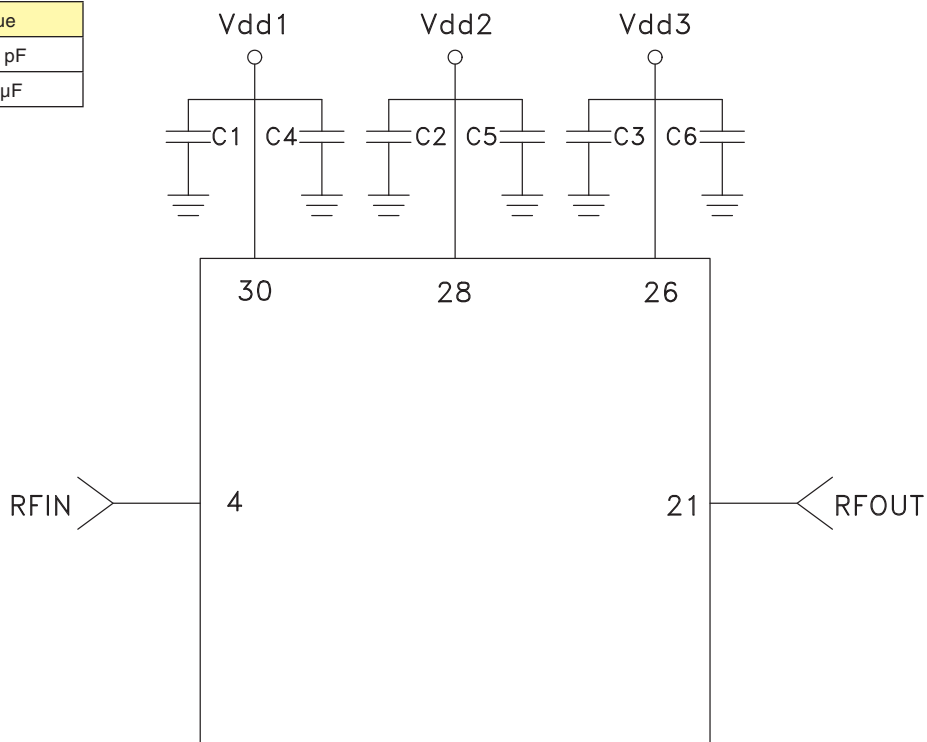 ue
pF
µF
Vdd1 Vdd2 Vdd3
C1 C4 C2 C5 C3 C6
30 28 26
RFIN 4 21 RFOUT